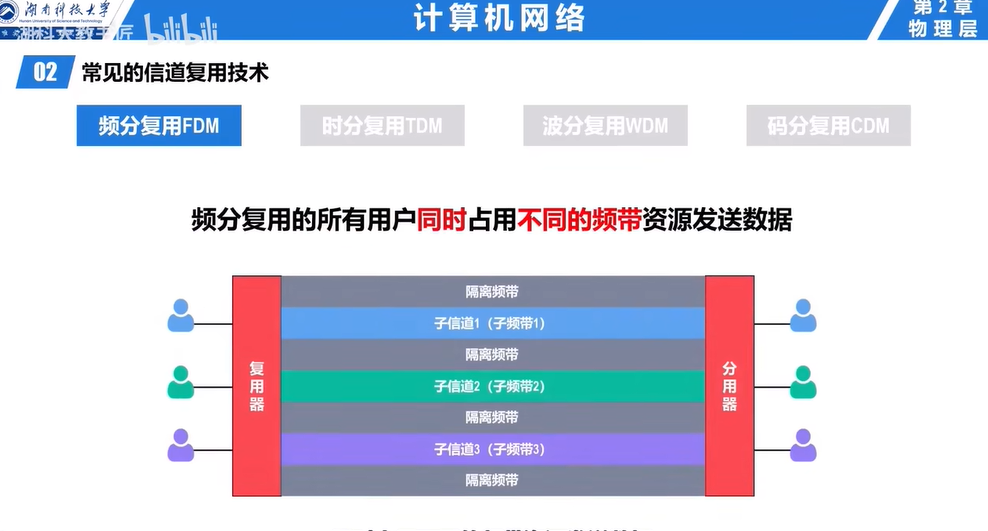 湖南科技大学
Hunan University of Science and Technology
湖科大教书匠 bilibili
计算机网络
第2章
物理层
02 常见的信道复用技术
频分复用FDM 时分复用TDM 波分复用WDM 码分复用CDM
频分复用的所有用户同时占用不同的频带资源发送数据
隔离频带
子信道1（子频带1）
隔离频带
复用器
子信道2（子频带2）
分用器
隔离频带
子信道3（子频带3）
隔离频带